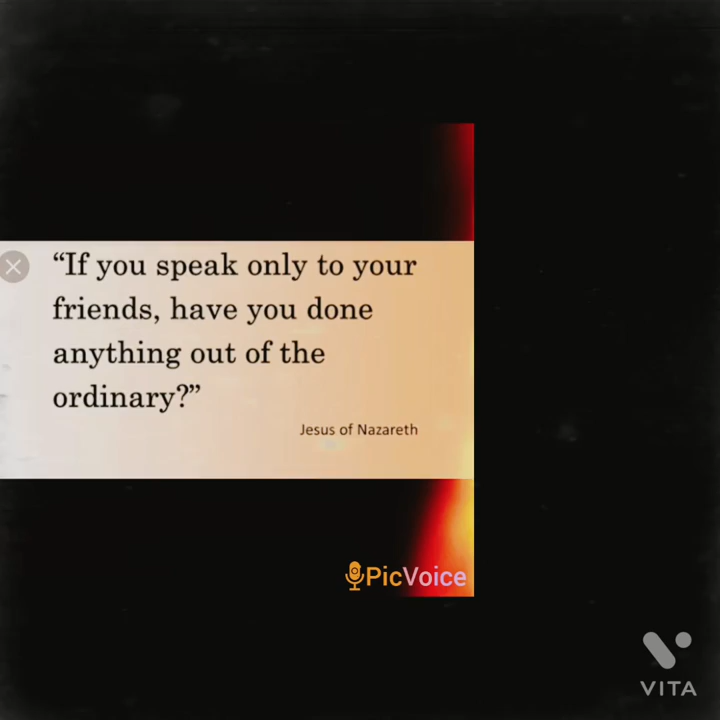 “If you speak only to your
friends, have you done
anything out of the
ordinary?”
Jesus of Nazareth
PicVoice
VITA